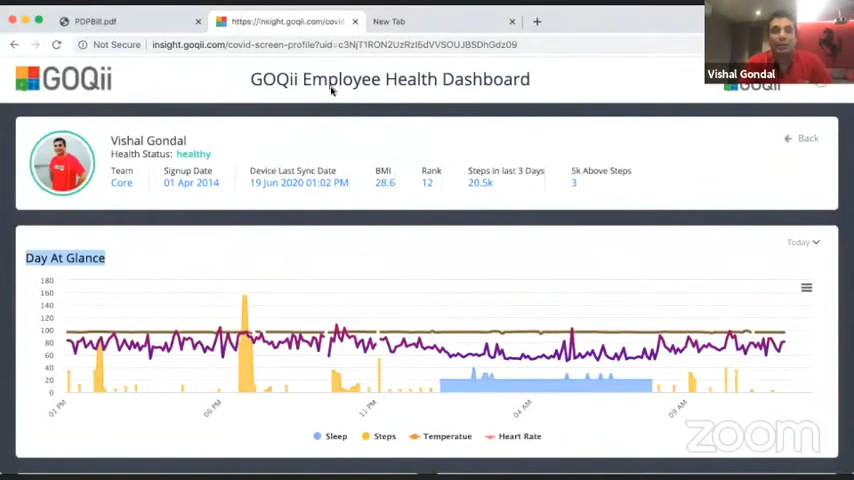 PDPBill.pdf
https://insight.goqii.com/covid
New Tab
Not Secure
insight.goqii.com/covid-screen-profile?uid=c3NjT1RON2UzRzI5dVVSOUJBSDhGdz09
Vishal Gondal
GOQii
GOQii Employee Health Dashboard
GOQii
Vishal Gondal
Health Status: healthy
Back
Team
Signup Date
Device Last Sync Date
BMI
Rank
Steps in last 3 Days
5k Above Steps
Core
01 Apr 2014
19 Jun 2020 01:02 PM
28.6
12
20.5k
3
Today
Day At Glance
180
160
140
120
100
80
60
40
20
0
01 PM
06 PM
11 PM
04 AM
09 AM
Sleep
Steps
Temperatue
Heart Rate
zoom